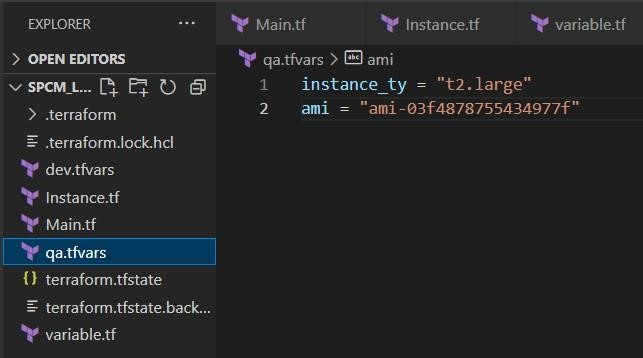 EXPLORER
...
OPEN EDITORS
SPCM_L...
.terraform
.terraform.lock.hcl
dev.tfvars
Instance.tf
Main.tf
qa.tfvars
terraform.tfstate
terraform.tfstate.back...
variable.tf
Main.tf
Instance.tf
variable.tf
qa.tfvars > abc ami
1 instance_ty = "t2.large"
2 ami = "ami-03f4878755434977f"